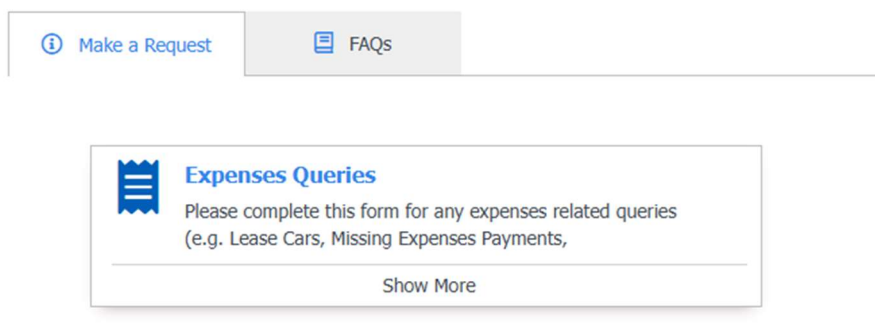 Make a Request
FAQs
Expenses Queries
Please complete this form for any expenses related queries
(e.g. Lease Cars, Missing Expenses Payments,
Show More